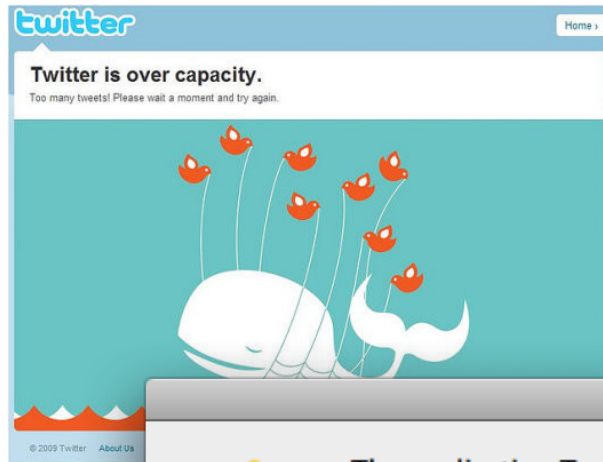 twitter
Home ›
Twitter is over capacity.
Too many tweets! Please wait a moment and try again.
© 2009 Twitter About Us